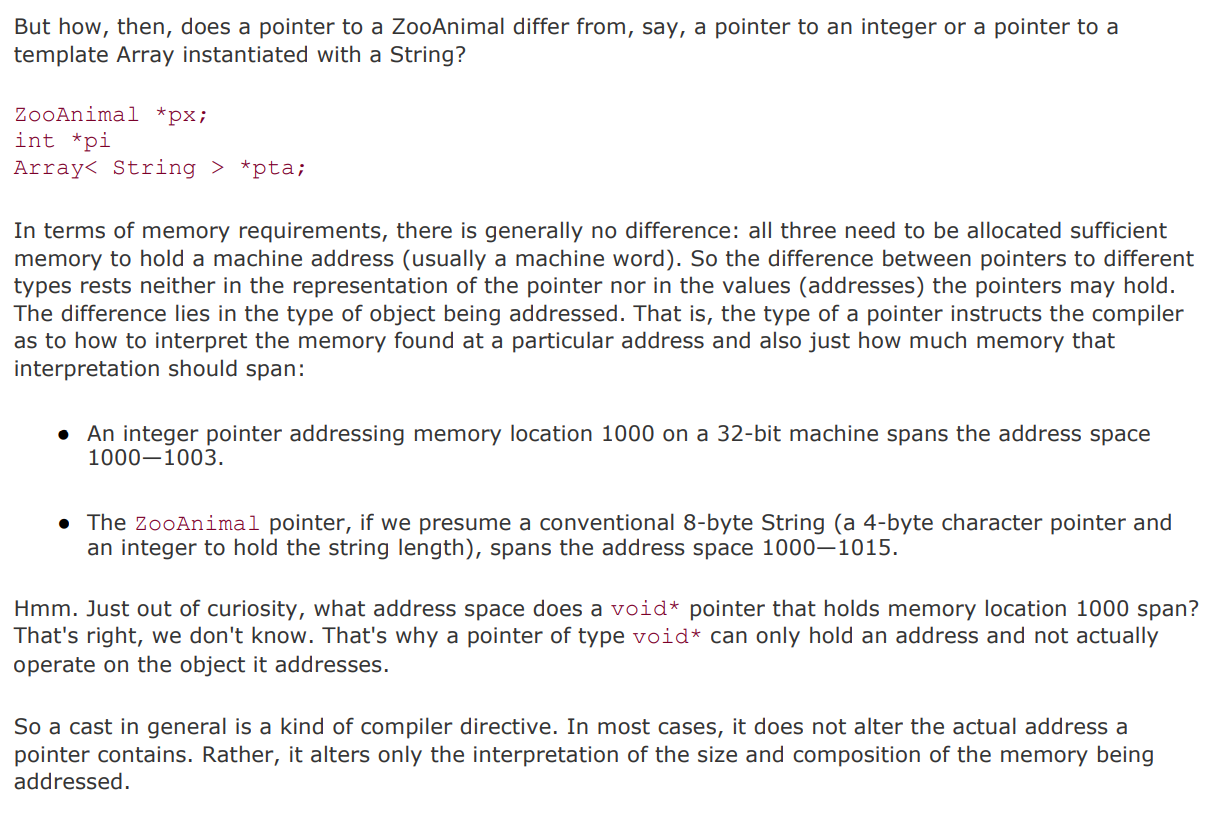 But how, then, does a pointer to a ZooAnimal differ from, say, a pointer to an integer or a pointer to a
template Array instantiated with a String?
ZooAnimal *px;
int *pi
Array< String > *pta;
In terms of memory requirements, there is generally no difference: all three need to be allocated sufficient
memory to hold a machine address (usually a machine word). So the difference between pointers to different
types rests neither in the representation of the pointer nor in the values (addresses) the pointers may hold.
The difference lies in the type of object being addressed. That is, the type of a pointer instructs the compiler
as to how to interpret the memory found at a particular address and also just how much memory that
interpretation should span:
● An integer pointer addressing memory location 1000 on a 32-bit machine spans the address space
1000—1003.
● The ZooAnimal pointer, if we presume a conventional 8-byte String (a 4-byte character pointer and
an integer to hold the string length), spans the address space 1000—1015.
Hmm. Just out of curiosity, what address space does a void* pointer that holds memory location 1000 span?
That's right, we don't know. That's why a pointer of type void* can only hold an address and not actually
operate on the object it addresses.
So a cast in general is a kind of compiler directive. In most cases, it does not alter the actual address a
pointer contains. Rather, it alters only the interpretation of the size and composition of the memory being
addressed.